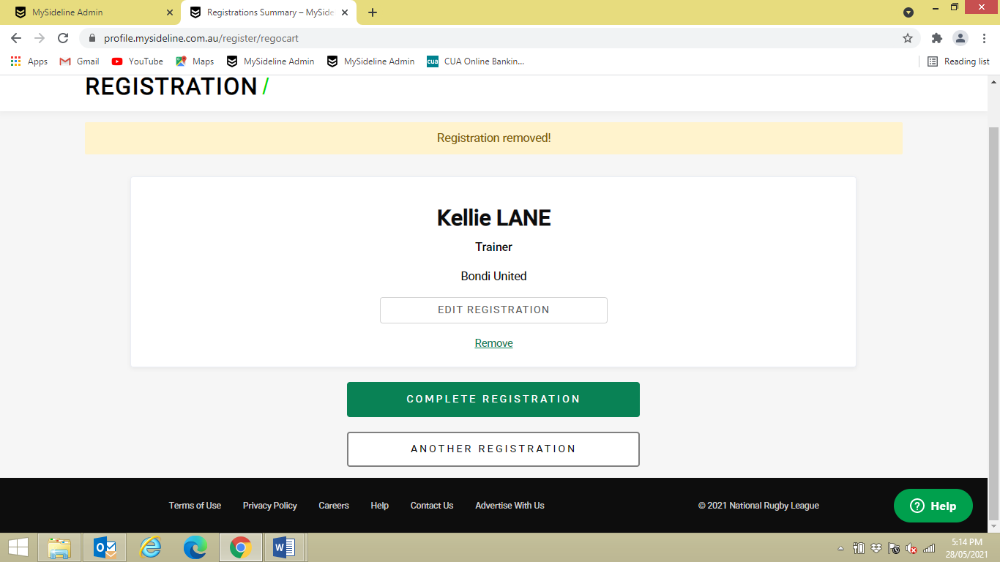 MySideline Admin
Registrations Summary – MySide
profile.mysideline.com.au/register/regocart
Apps Gmail YouTube Maps MySideline Admin MySideline Admin cua CUA Online Bankin... Reading list
REGISTRATION /
Registration removed!
Kellie LANE
Trainer
Bondi United
EDIT REGISTRATION
Remove
COMPLETE REGISTRATION
ANOTHER REGISTRATION
Terms of Use Privacy Policy Careers Help Contact Us Advertise With Us © 2021 National Rugby League
Help
5:14 PM
28/05/2021